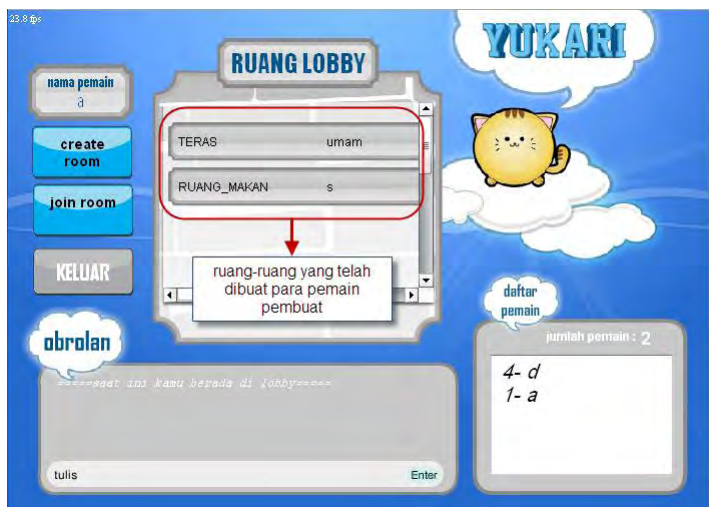 23.8 fps
YUKARI
RUANG LOBBY
nama pemain
a
create
room
join room
KELUAR
TERAS umam
RUANG_MAKAN s
ruang-ruang yang telah
dibuat para pemain
pembuat
obrolan
=====saat ini kamu berada di lobby=====
tulis Enter
daftar
pemain
jumlah pemain : 2
4- d
1- a